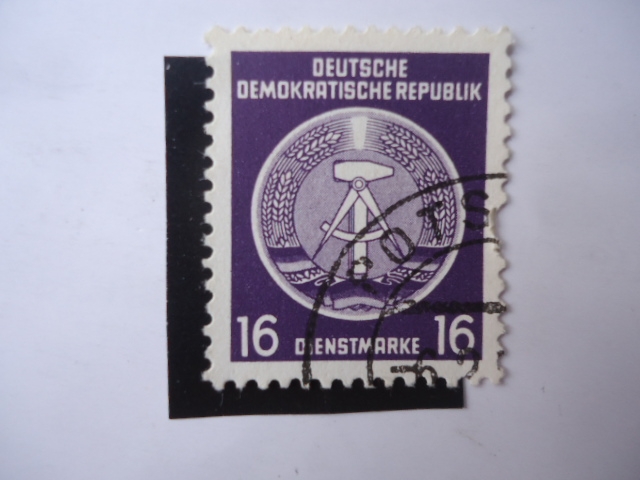 DEUTSCHE
DEMOKRATISCHE REPUBLIK
16 DIENSTMARKE 16